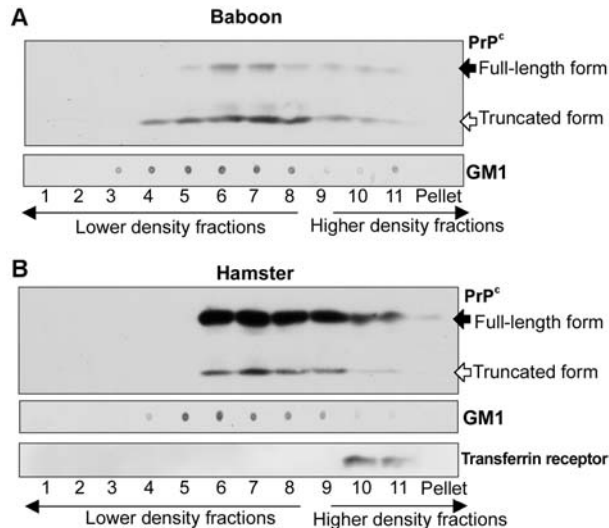 A
Baboon
PrPᶜ
Full-length form
Truncated form
GM1
1 2 3 4 5 6 7 8 9 10 11 Pellet
Lower density fractions Higher density fractions
B
Hamster
PrPᶜ
Full-length form
Truncated form
GM1
Transferrin receptor
1 2 3 4 5 6 7 8 9 10 11 Pellet
Lower density fractions Higher density fractions